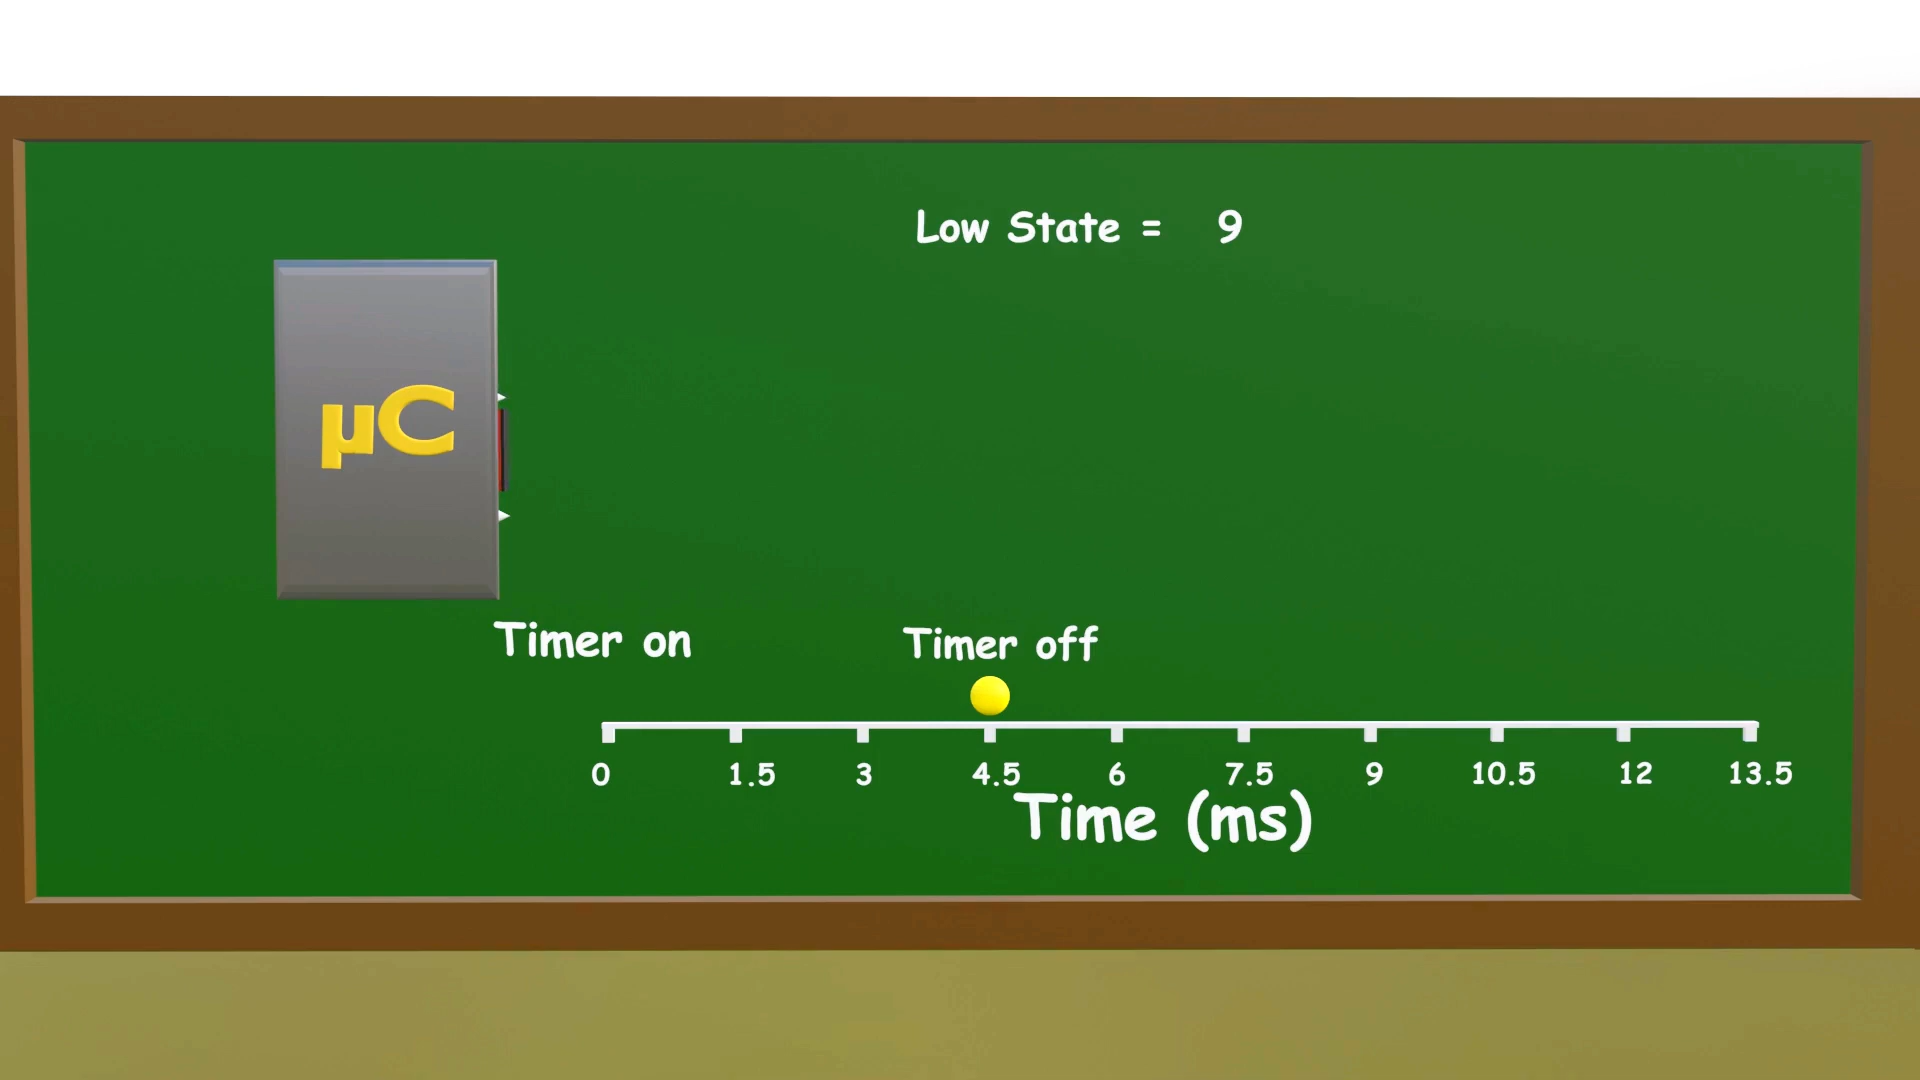 Low State = 9
µC
Timer on
Timer off
0 1.5 3 4.5 6 7.5 9 10.5 12 13.5
Time (ms)